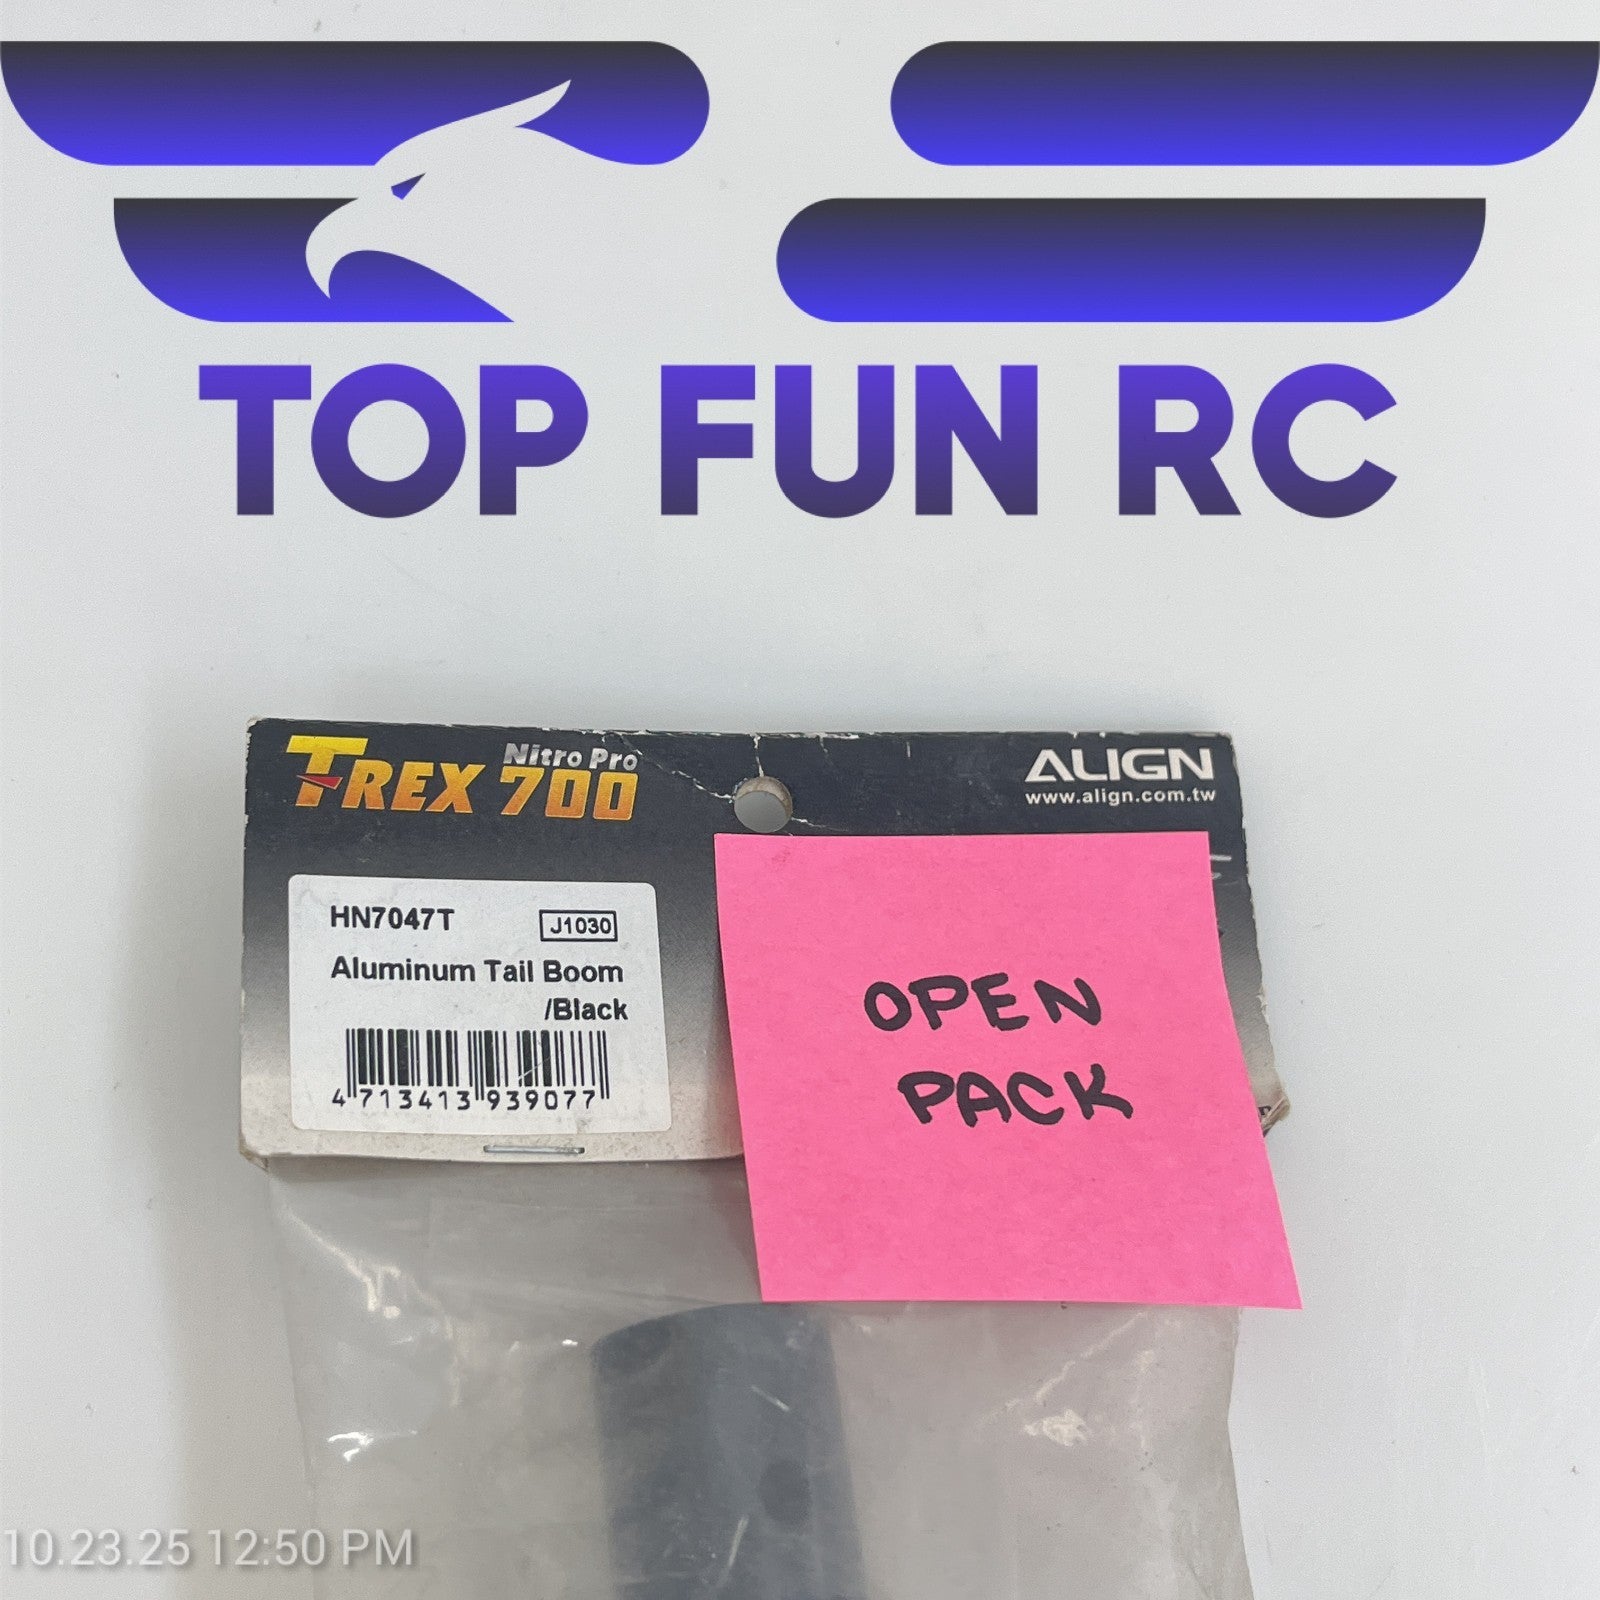 TOP FUN RC
T-REX 700
Nitro Pro
ALIGN
www.align.com.tw
HN7047T
J1030
Aluminum Tail Boom
/Black
4 713413 939077
OPEN
PACK
10.23.25 12:50 PM